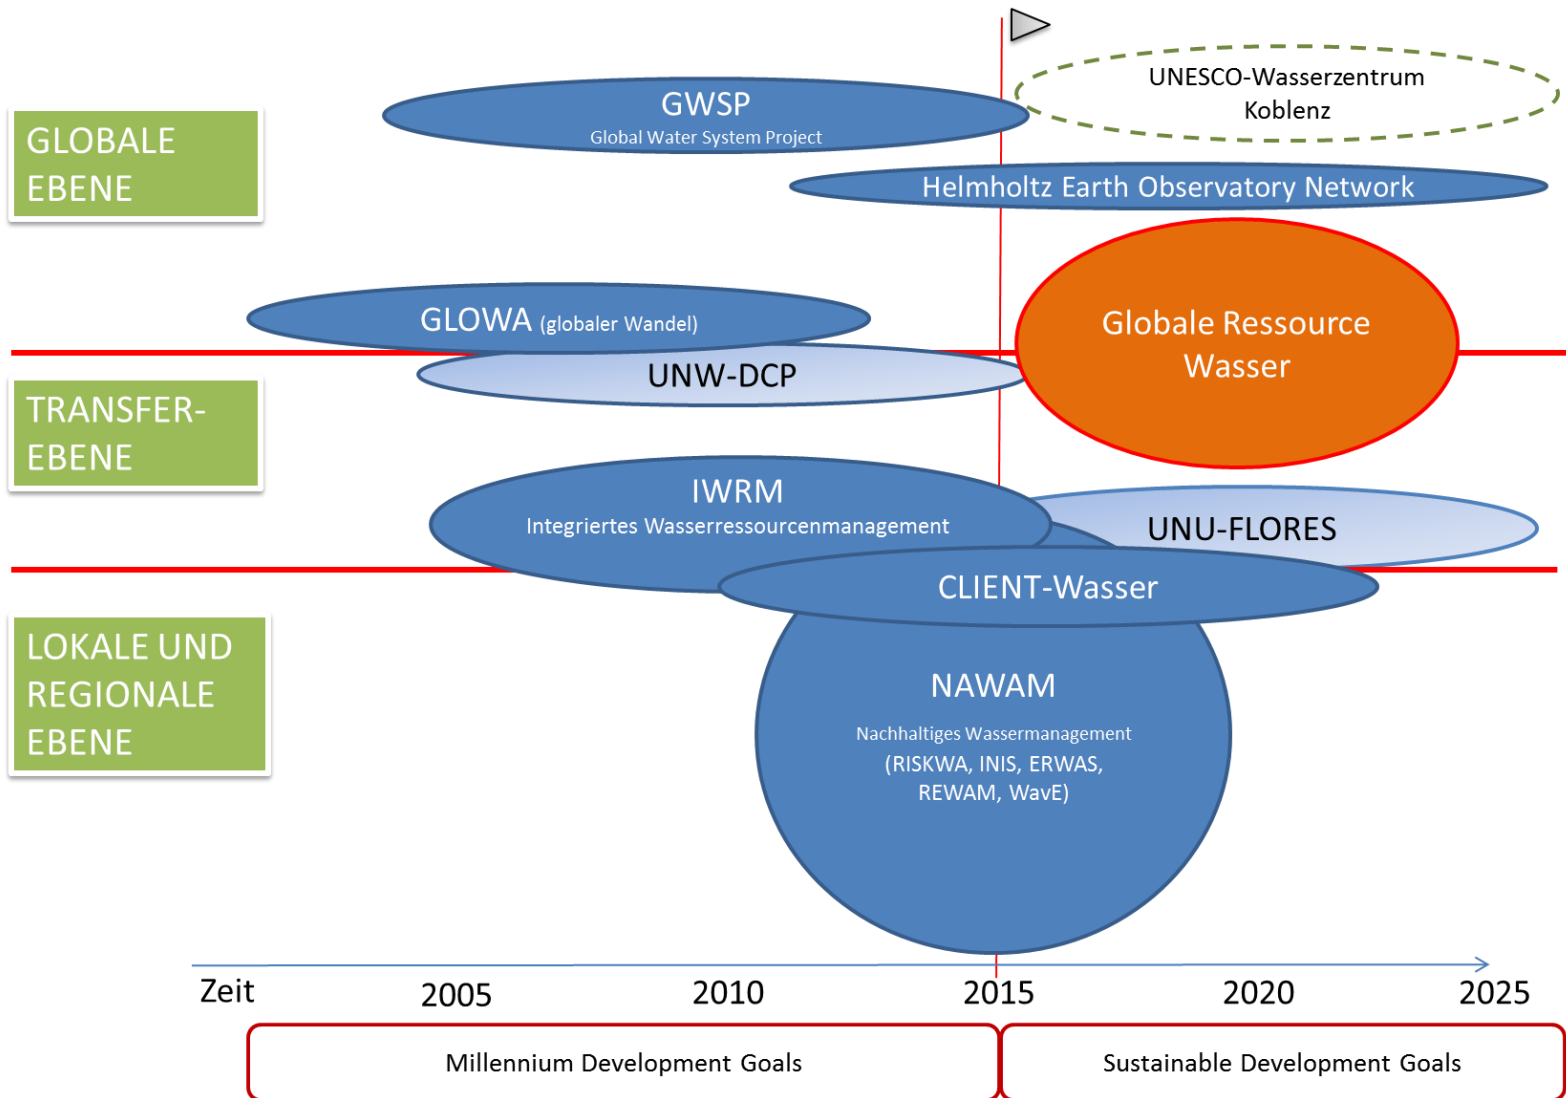 UNESCO-Wasserzentrum
Koblenz
GWSP
Global Water System Project
GLOBALE
EBENE
Helmholtz Earth Observatory Network
GLOWA (globaler Wandel)
Globale Ressource
Wasser
UNW-DCP
TRANSFER-
EBENE
IWRM
Integriertes Wasserressourcenmanagement
UNU-FLORES
CLIENT-Wasser
LOKALE UND
REGIONALE
EBENE
NAWAM
Nachhaltiges Wassermanagement
(RISKWA, INIS, ERWAS,
REWAM, WavE)
Zeit 2005 2010 2015 2020 2025
Millennium Development Goals
Sustainable Development Goals